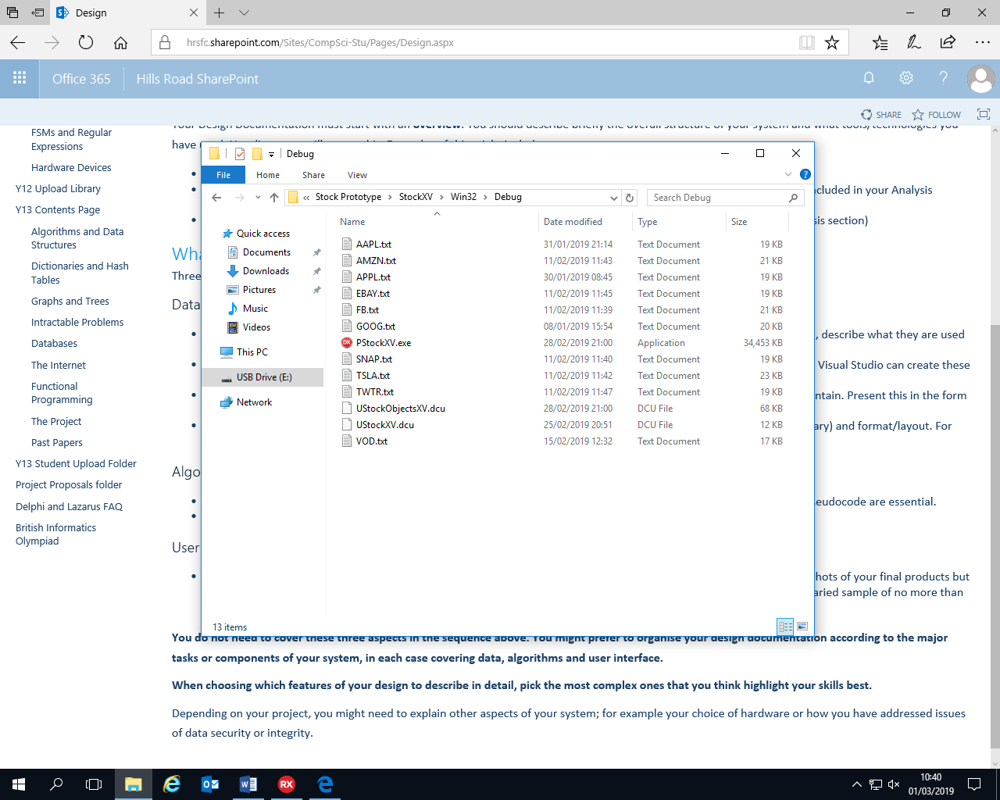 Design
hrsfc.sharepoint.com/Sites/CompSci-Stu/Pages/Design.aspx
Office 365
Hills Road SharePoint
SHARE
FOLLOW
FSMs and Regular
Expressions
Hardware Devices
Y12 Upload Library
Y13 Contents Page
Algorithms and Data
Structures
Dictionaries and Hash
Tables
Graphs and Trees
Intractable Problems
Databases
The Internet
Functional
Programming
The Project
Past Papers
Y13 Student Upload Folder
Project Proposals folder
Delphi and Lazarus FAQ
British Informatics
Olympiad
Your Design Documentation must start with an overview. You should describe briefly the overall structure of your system and what tools/technologies you
have
ncluded in your Analysis
sis section)
Wha
Three
Data
, describe what they are used
Visual Studio can create these
ntain. Present this in the form
ary) and format/layout. For
Algo
seudocode are essential.
User
hots of your final products but
aried sample of no more than
You do not need to cover these three aspects in the sequence above. You might prefer to organise your design documentation according to the major
tasks or components of your system, in each case covering data, algorithms and user interface.
When choosing which features of your design to describe in detail, pick the most complex ones that you think highlight your skills best.
Depending on your project, you might need to explain other aspects of your system; for example your choice of hardware or how you have addressed issues
of data security or integrity.
Debug
File Home Share View
« Stock Prototype › StockXV › Win32 › Debug
Search Debug
Quick access
Documents
Downloads
Pictures
Music
Videos
This PC
USB Drive (E:)
Network
Name Date modified Type Size
AAPL.txt 31/01/2019 21:14 Text Document 19 KB
AMZN.txt 11/02/2019 11:43 Text Document 21 KB
APPL.txt 30/01/2019 08:45 Text Document 19 KB
EBAY.txt 11/02/2019 11:45 Text Document 19 KB
FB.txt 11/02/2019 11:39 Text Document 21 KB
GOOG.txt 08/01/2019 15:54 Text Document 20 KB
DX PStockXV.exe 28/02/2019 21:00 Application 34,453 KB
SNAP.txt 11/02/2019 11:40 Text Document 19 KB
TSLA.txt 11/02/2019 11:42 Text Document 23 KB
TWTR.txt 11/02/2019 11:47 Text Document 19 KB
UStockObjectsXV.dcu 28/02/2019 21:00 DCU File 68 KB
UStockXV.dcu 25/02/2019 20:51 DCU File 12 KB
VOD.txt 15/02/2019 12:32 Text Document 17 KB
13 items
RX
10:40
01/03/2019